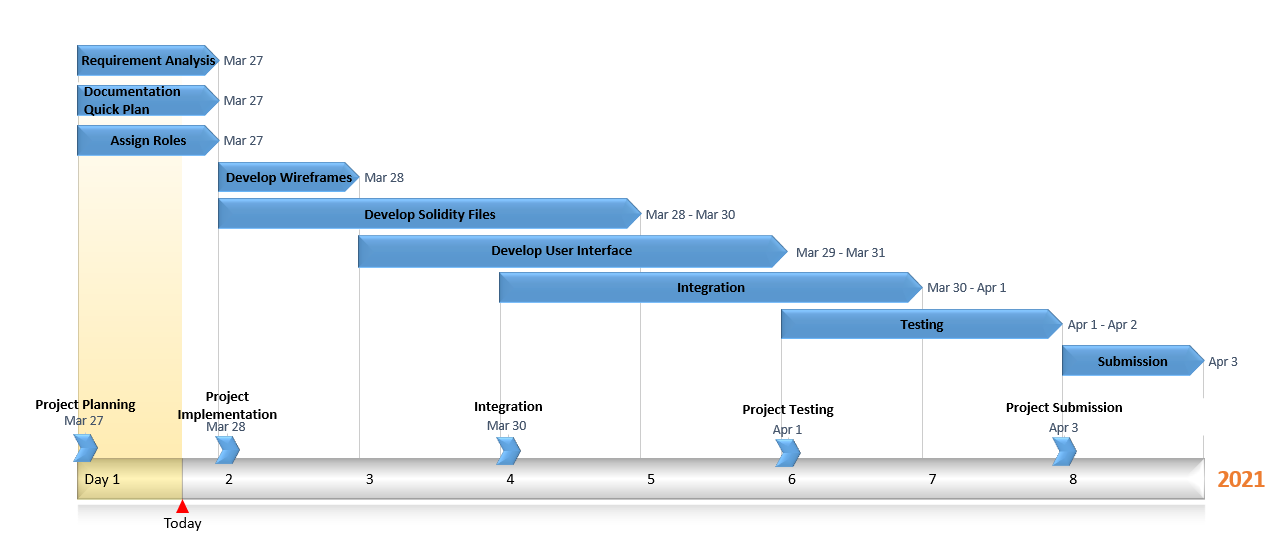 Requirement Analysis Mar 27
Documentation
Quick Plan
Mar 27
Assign Roles Mar 27
Develop Wireframes Mar 28
Develop Solidity Files Mar 28 - Mar 30
Develop User Interface Mar 29 - Mar 31
Integration Mar 30 - Apr 1
Testing Apr 1 - Apr 2
Submission Apr 3
Project Planning
Mar 27
Project
Implementation
Mar 28
Integration
Mar 30
Project Testing
Apr 1
Project Submission
Apr 3
Day 1 2 3 4 5 6 7 8 2021
Today